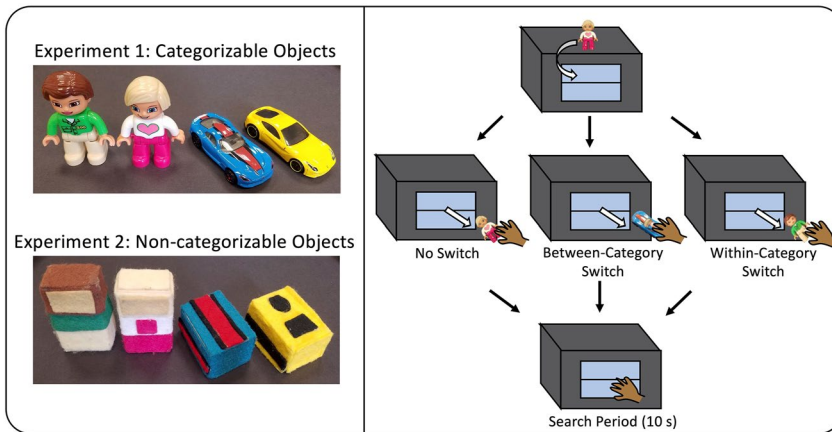 Experiment 1: Categorizable Objects
Experiment 2: Non-categorizable Objects
No Switch
Between-Category
Switch
Within-Category
Switch
Search Period (10 s)